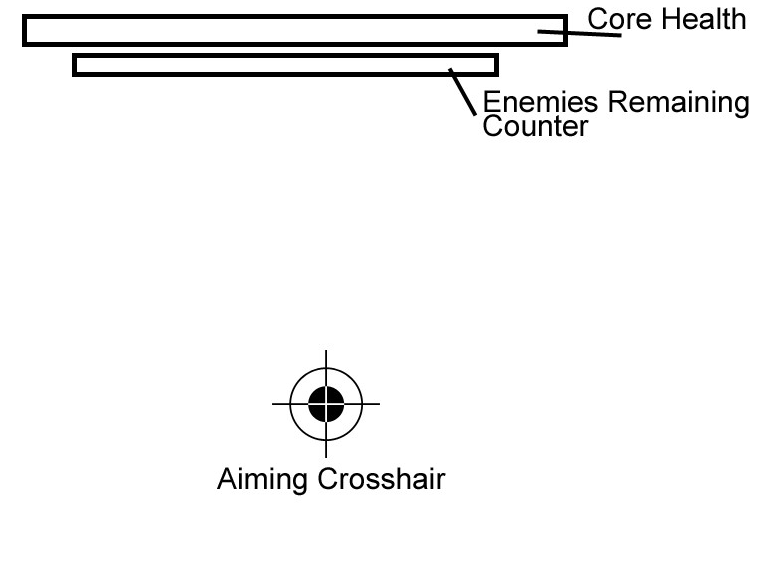 Core Health
Enemies Remaining
Counter
Aiming Crosshair